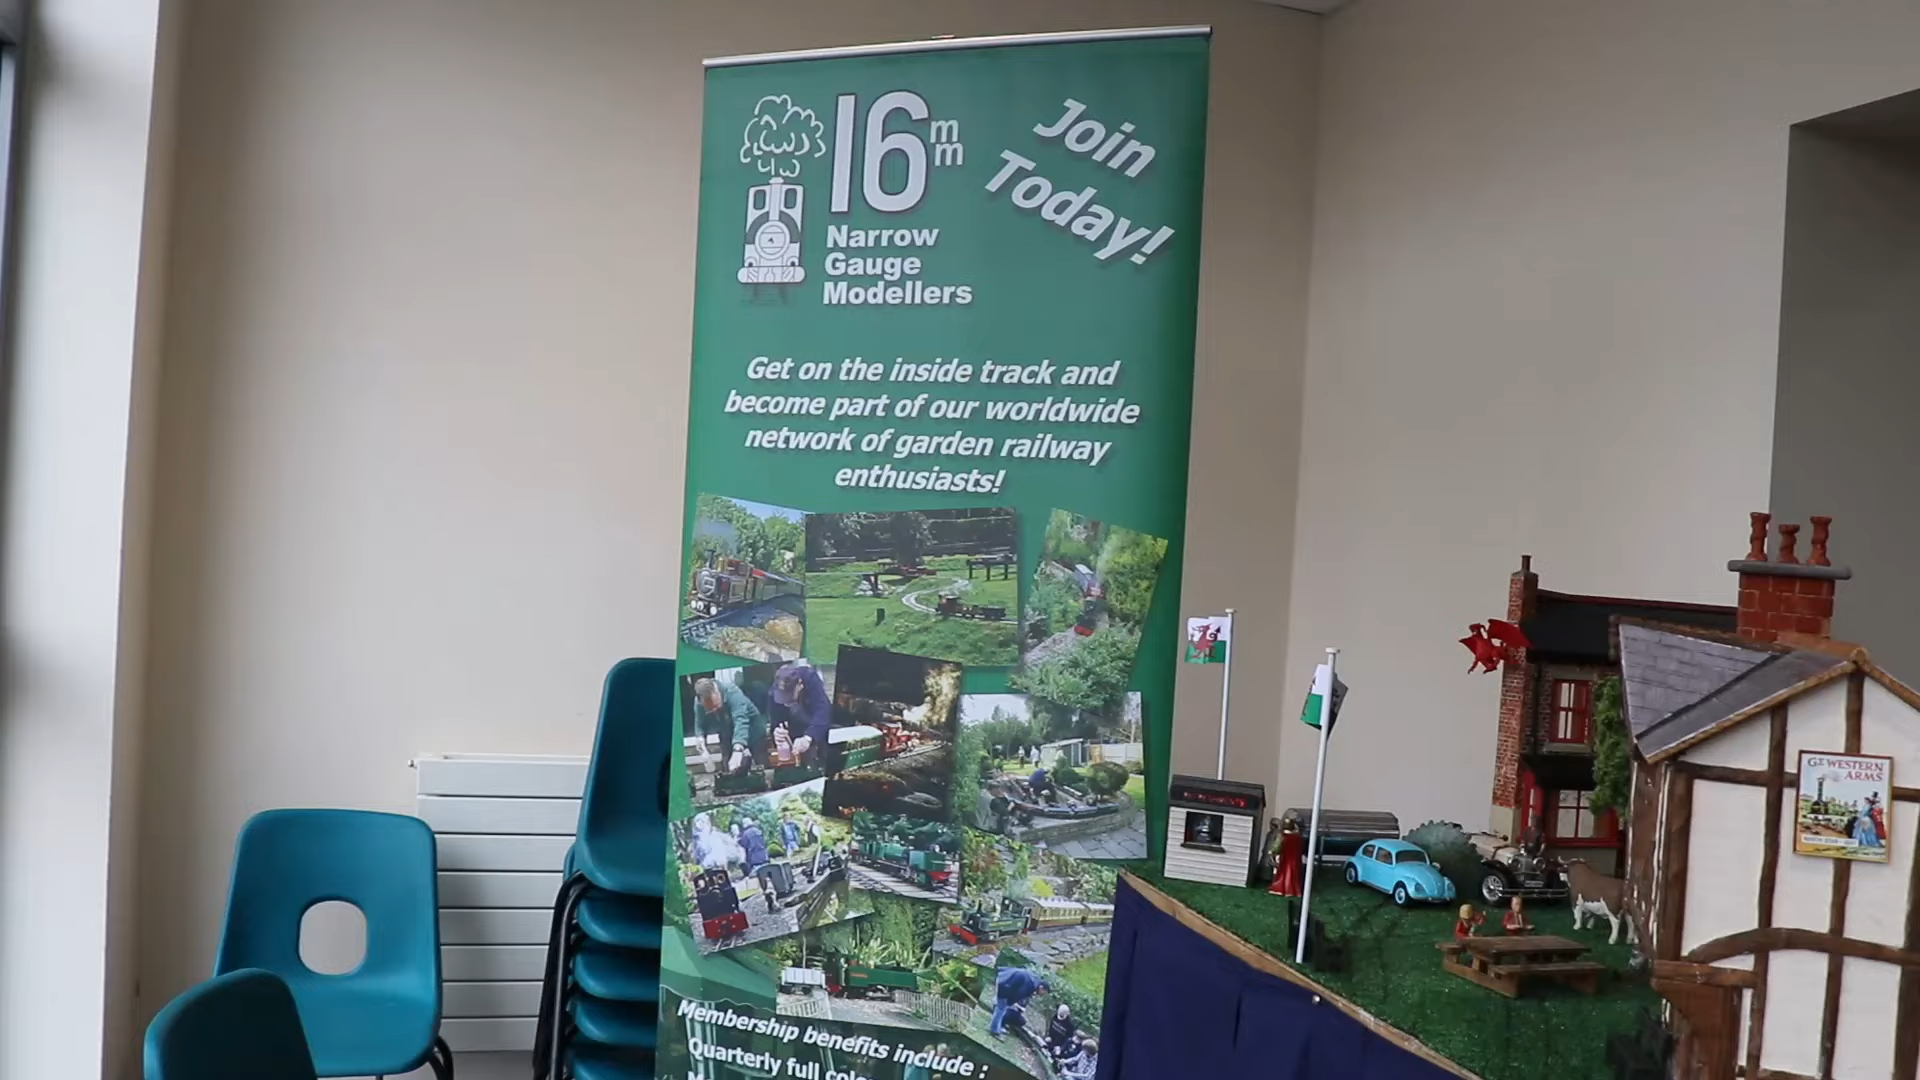 16mm
Narrow
Gauge
Modellers
Join
Today!
Get on the inside track and
become part of our worldwide
network of garden railway
enthusiasts!
Membership benefits include :
Quarterly full
GT WESTERN
ARMS